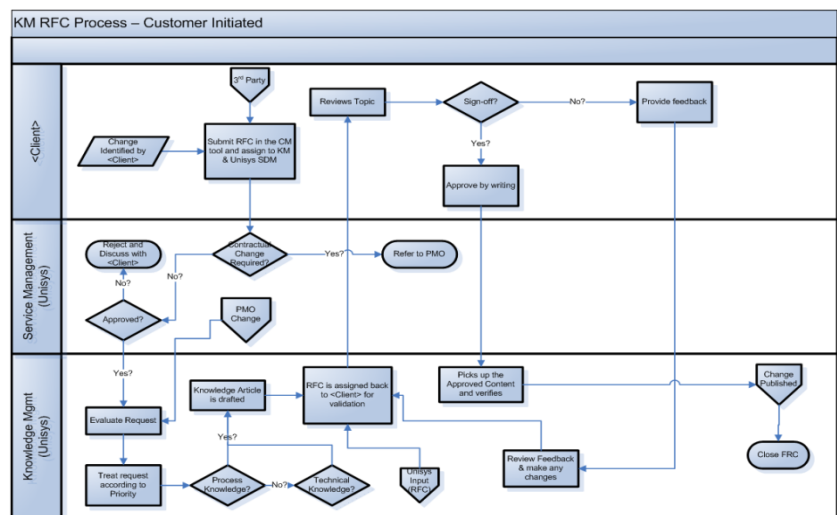 KM RFC Process – Customer Initiated
<Client>
3rd Party
Change
Identified by
<Client>
Submit RFC in the CM
tool and assign to KM
& Unisys SDM
Reviews Topic
Sign-off?
No?
Provide feedback
Yes?
Approve by writing
Service Management
(Unisys)
Reject and
Discuss with
<Client>
Contractual
Change
Required?
Yes?
Refer to PMO
No?
No?
Approved?
PMO
Change
Yes?
Knowledge Mgmt
(Unisys)
Evaluate Request
Treat request
according to
Priority
Knowledge Article
is drafted
Yes?
Process
Knowledge?
No?
Technical
Knowledge?
RFC is assigned back
to <Client> for
validation
Unisys
Input
(RFC)
Picks up the
Approved Content
and verifies
Review Feedback
& make any
changes
Change
Published
Close FRC